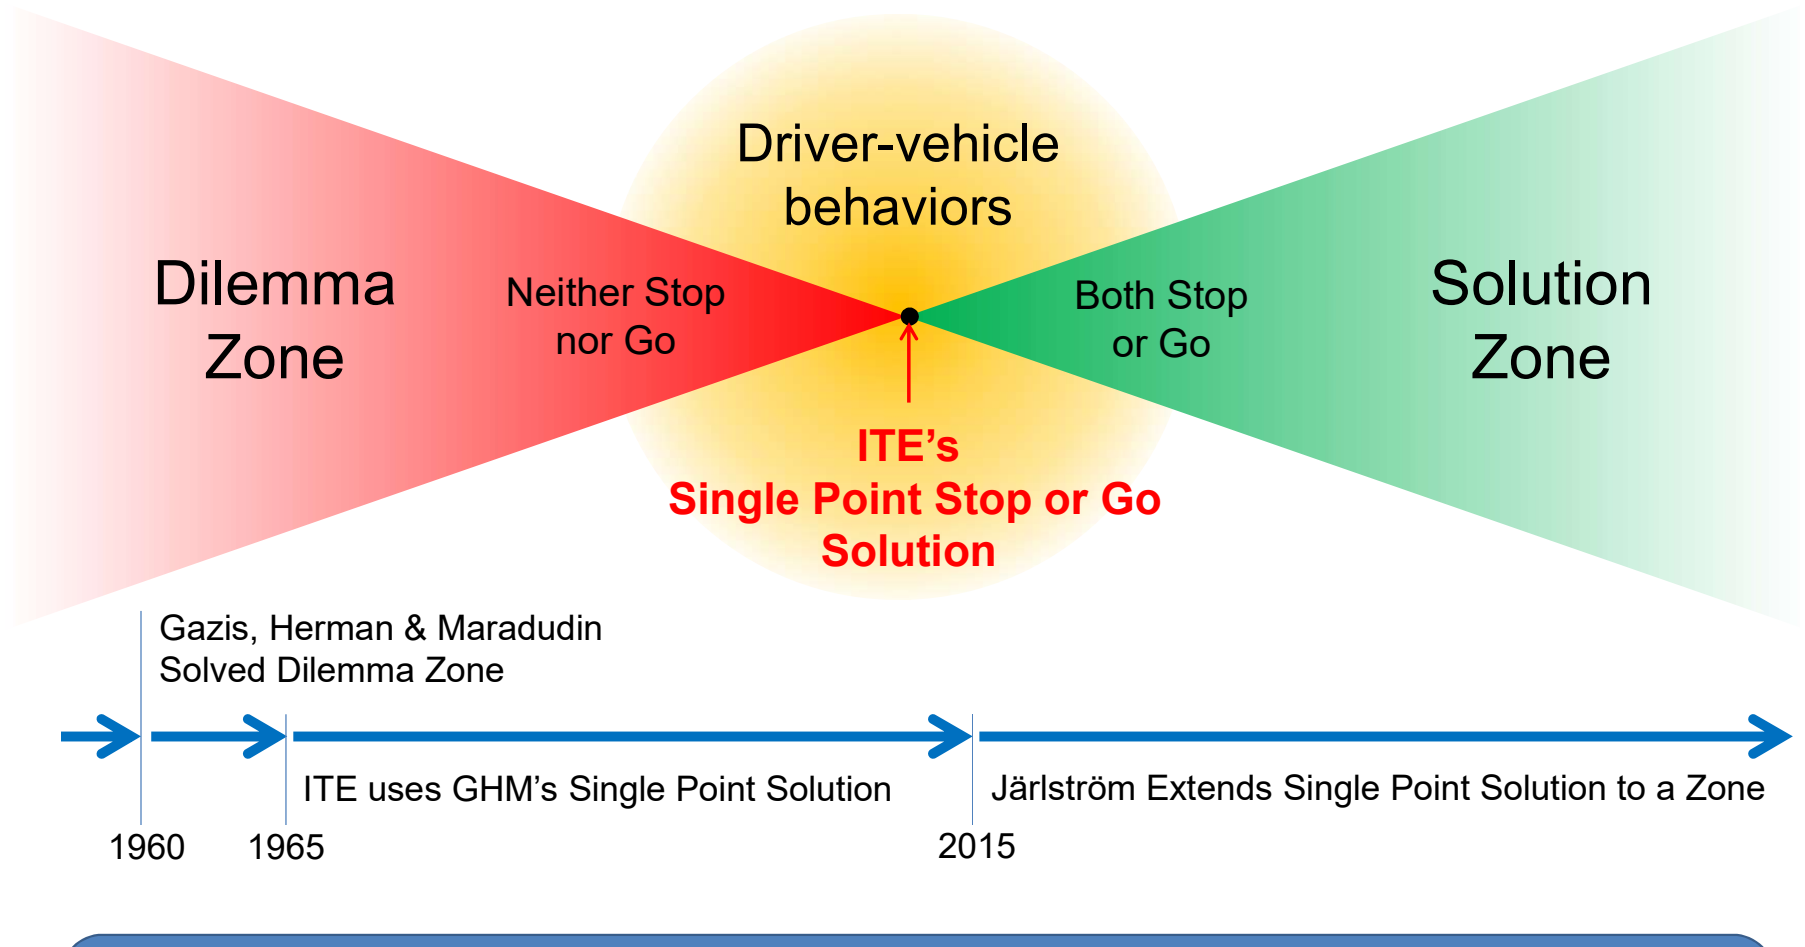 Driver-vehicle
behaviors
Dilemma
Zone
Neither Stop
nor Go
Both Stop
or Go
Solution
Zone
ITE’s
Single Point Stop or Go
Solution
Gazis, Herman & Maradudin
Solved Dilemma Zone
ITE uses GHM’s Single Point Solution
Järlström Extends Single Point Solution to a Zone
1960
1965
2015